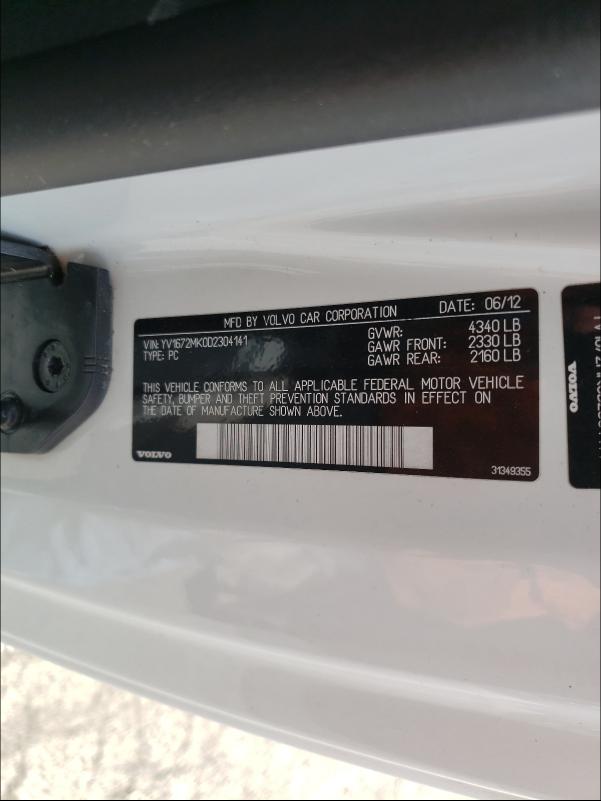 MFD BY VOLVO CAR CORPORATION DATE: 06/12
VIN: YV1672MK0D2304141 GVWR: 4340 LB
TYPE: PC GAWR FRONT: 2330 LB
GAWR REAR: 2160 LB
THIS VEHICLE CONFORMS TO ALL APPLICABLE FEDERAL MOTOR VEHICLE
SAFETY, BUMPER AND THEFT PREVENTION STANDARDS IN EFFECT ON
THE DATE OF MANUFACTURE SHOWN ABOVE.
VOLVO 31349355
VOLVO